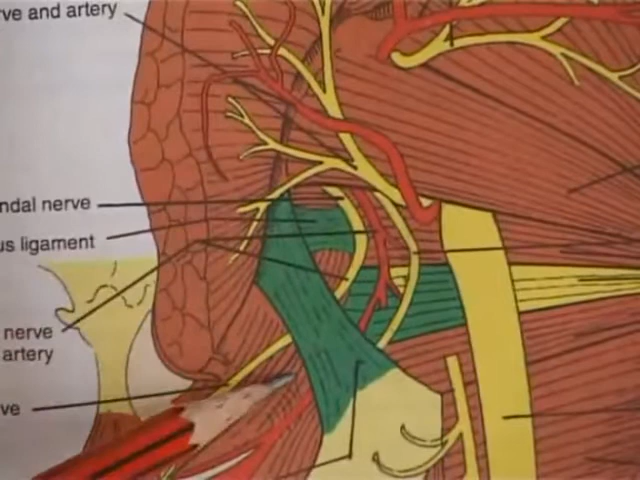 ve and artery
ndal nerve
us ligament
nerve
artery
ve